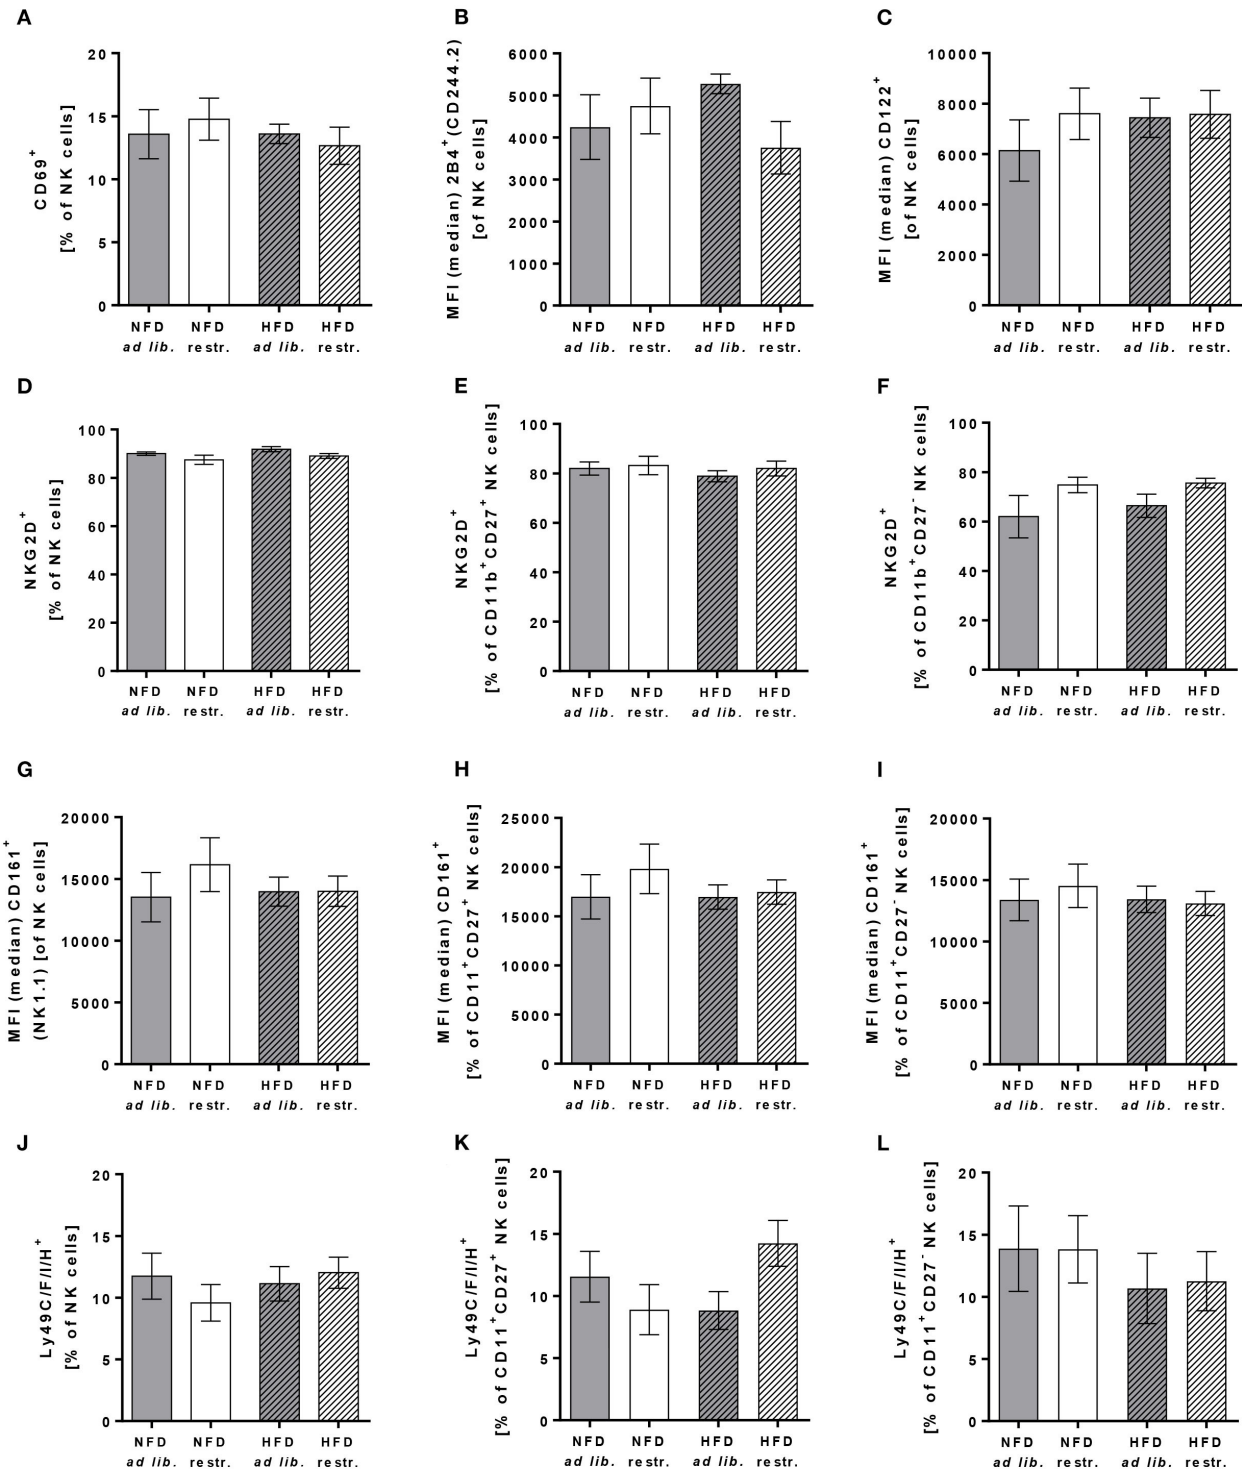 A
CD69+
[% of NK cells]
20
15
10
5
0
NFD NFD HFD HFD
ad lib. restr. ad lib. restr.
B
MFI (median) 2B4+ (CD244.2)
[of NK cells]
6000
5000
4000
3000
2000
1000
0
NFD NFD HFD HFD
ad lib. restr. ad lib. restr.
C
MFI (median) CD122+
[of NK cells]
10000
8000
6000
4000
2000
0
NFD NFD HFD HFD
ad lib. restr. ad lib. restr.
D
NKG2D+
[% of NK cells]
100
80
60
40
20
0
NFD NFD HFD HFD
ad lib. restr. ad lib. restr.
E
NKG2D+
[% of CD11b+CD27+ NK cells]
100
80
60
40
20
0
NFD NFD HFD HFD
ad lib. restr. ad lib. restr.
F
NKG2D+
[% of CD11b+CD27- NK cells]
100
80
60
40
20
0
NFD NFD HFD HFD
ad lib. restr. ad lib. restr.
G
MFI (median) CD161+
(NK1.1) [of NK cells]
20000
15000
10000
5000
0
NFD NFD HFD HFD
ad lib. restr. ad lib. restr.
H
MFI (median) CD161+
[% of CD11+CD27+ NK cells]
25000
20000
15000
10000
5000
0
NFD NFD HFD HFD
ad lib. restr. ad lib. restr.
I
MFI (median) CD161+
[% of CD11+CD27- NK cells]
20000
15000
10000
5000
0
NFD NFD HFD HFD
ad lib. restr. ad lib. restr.
J
Ly49C/F/I/H+
[% of NK cells]
20
15
10
5
0
NFD NFD HFD HFD
ad lib. restr. ad lib. restr.
K
Ly49C/F/I/H+
[% of CD11+CD27+ NK cells]
20
15
10
5
0
NFD NFD HFD HFD
ad lib. restr. ad lib. restr.
L
Ly49C/F/I/H+
[% of CD11+CD27- NK cells]
20
15
10
5
0
NFD NFD HFD HFD
ad lib. restr. ad lib. restr.